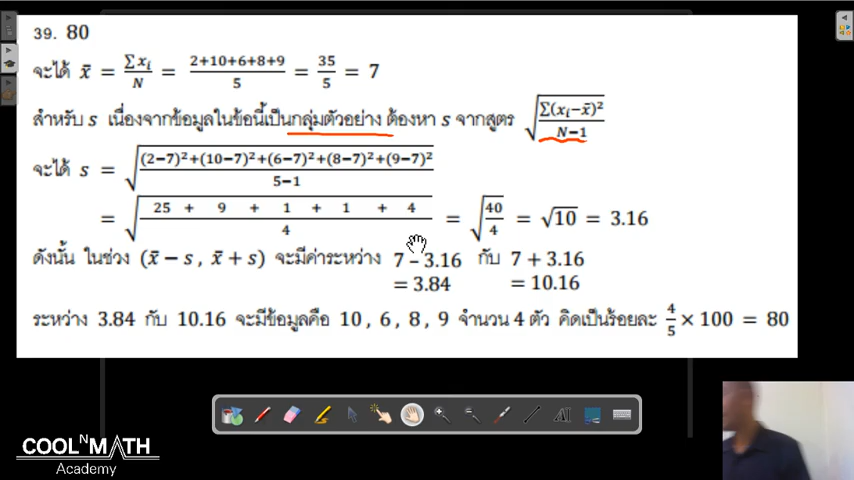 39. 80
จะได้ x̄ = ∑xᵢ/N = (2+10+6+8+9)/5 = 35/5 = 7
สำหรับ s เนื่องจากข้อมูลในข้อนี้เป็นกลุ่มตัวอย่าง ต้องหา s จากสูตร √(∑(xᵢ−x̄)²/(N−1))
จะได้ s = √(((2−7)²+(10−7)²+(6−7)²+(8−7)²+(9−7)²)/(5−1))
= √((25 + 9 + 1 + 1 + 4)/4) = √(40/4) = √10 = 3.16
ดังนั้น ในช่วง (x̄ − s , x̄ + s) จะมีค่าระหว่าง 7 − 3.16 กับ 7 + 3.16
= 3.84 = 10.16
ระหว่าง 3.84 กับ 10.16 จะมีข้อมูลคือ 10 , 6 , 8 , 9 จำนวน 4 ตัว คิดเป็นร้อยละ 4/5 × 100 = 80
COOL N MATH
Academy